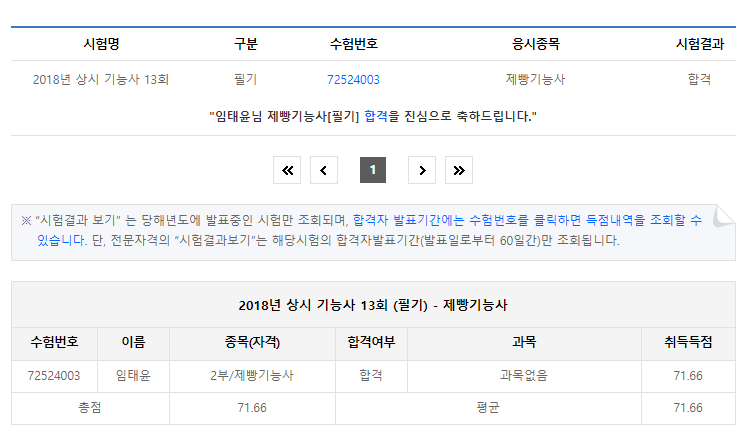 시험명 구분 수험번호 응시종목 시험결과
2018년 상시 기능사 13회 필기 72524003 제빵기능사 합격
"임태윤님 제빵기능사[필기] 합격을 진심으로 축하드립니다."
1
※ “시험결과 보기” 는 당해년도에 발표중인 시험만 조회되며, 합격자 발표기간에는 수험번호를 클릭하면 득점내역을 조회할 수
있습니다. 단, 전문자격의 “시험결과보기”는 해당시험의 합격자발표기간(발표일로부터 60일간)만 조회됩니다.
2018년 상시 기능사 13회 (필기) - 제빵기능사
수험번호 이름 종목(자격) 합격여부 과목 취득득점
72524003 임태윤 2부/제빵기능사 합격 과목없음 71.66
총점 71.66 평균 71.66